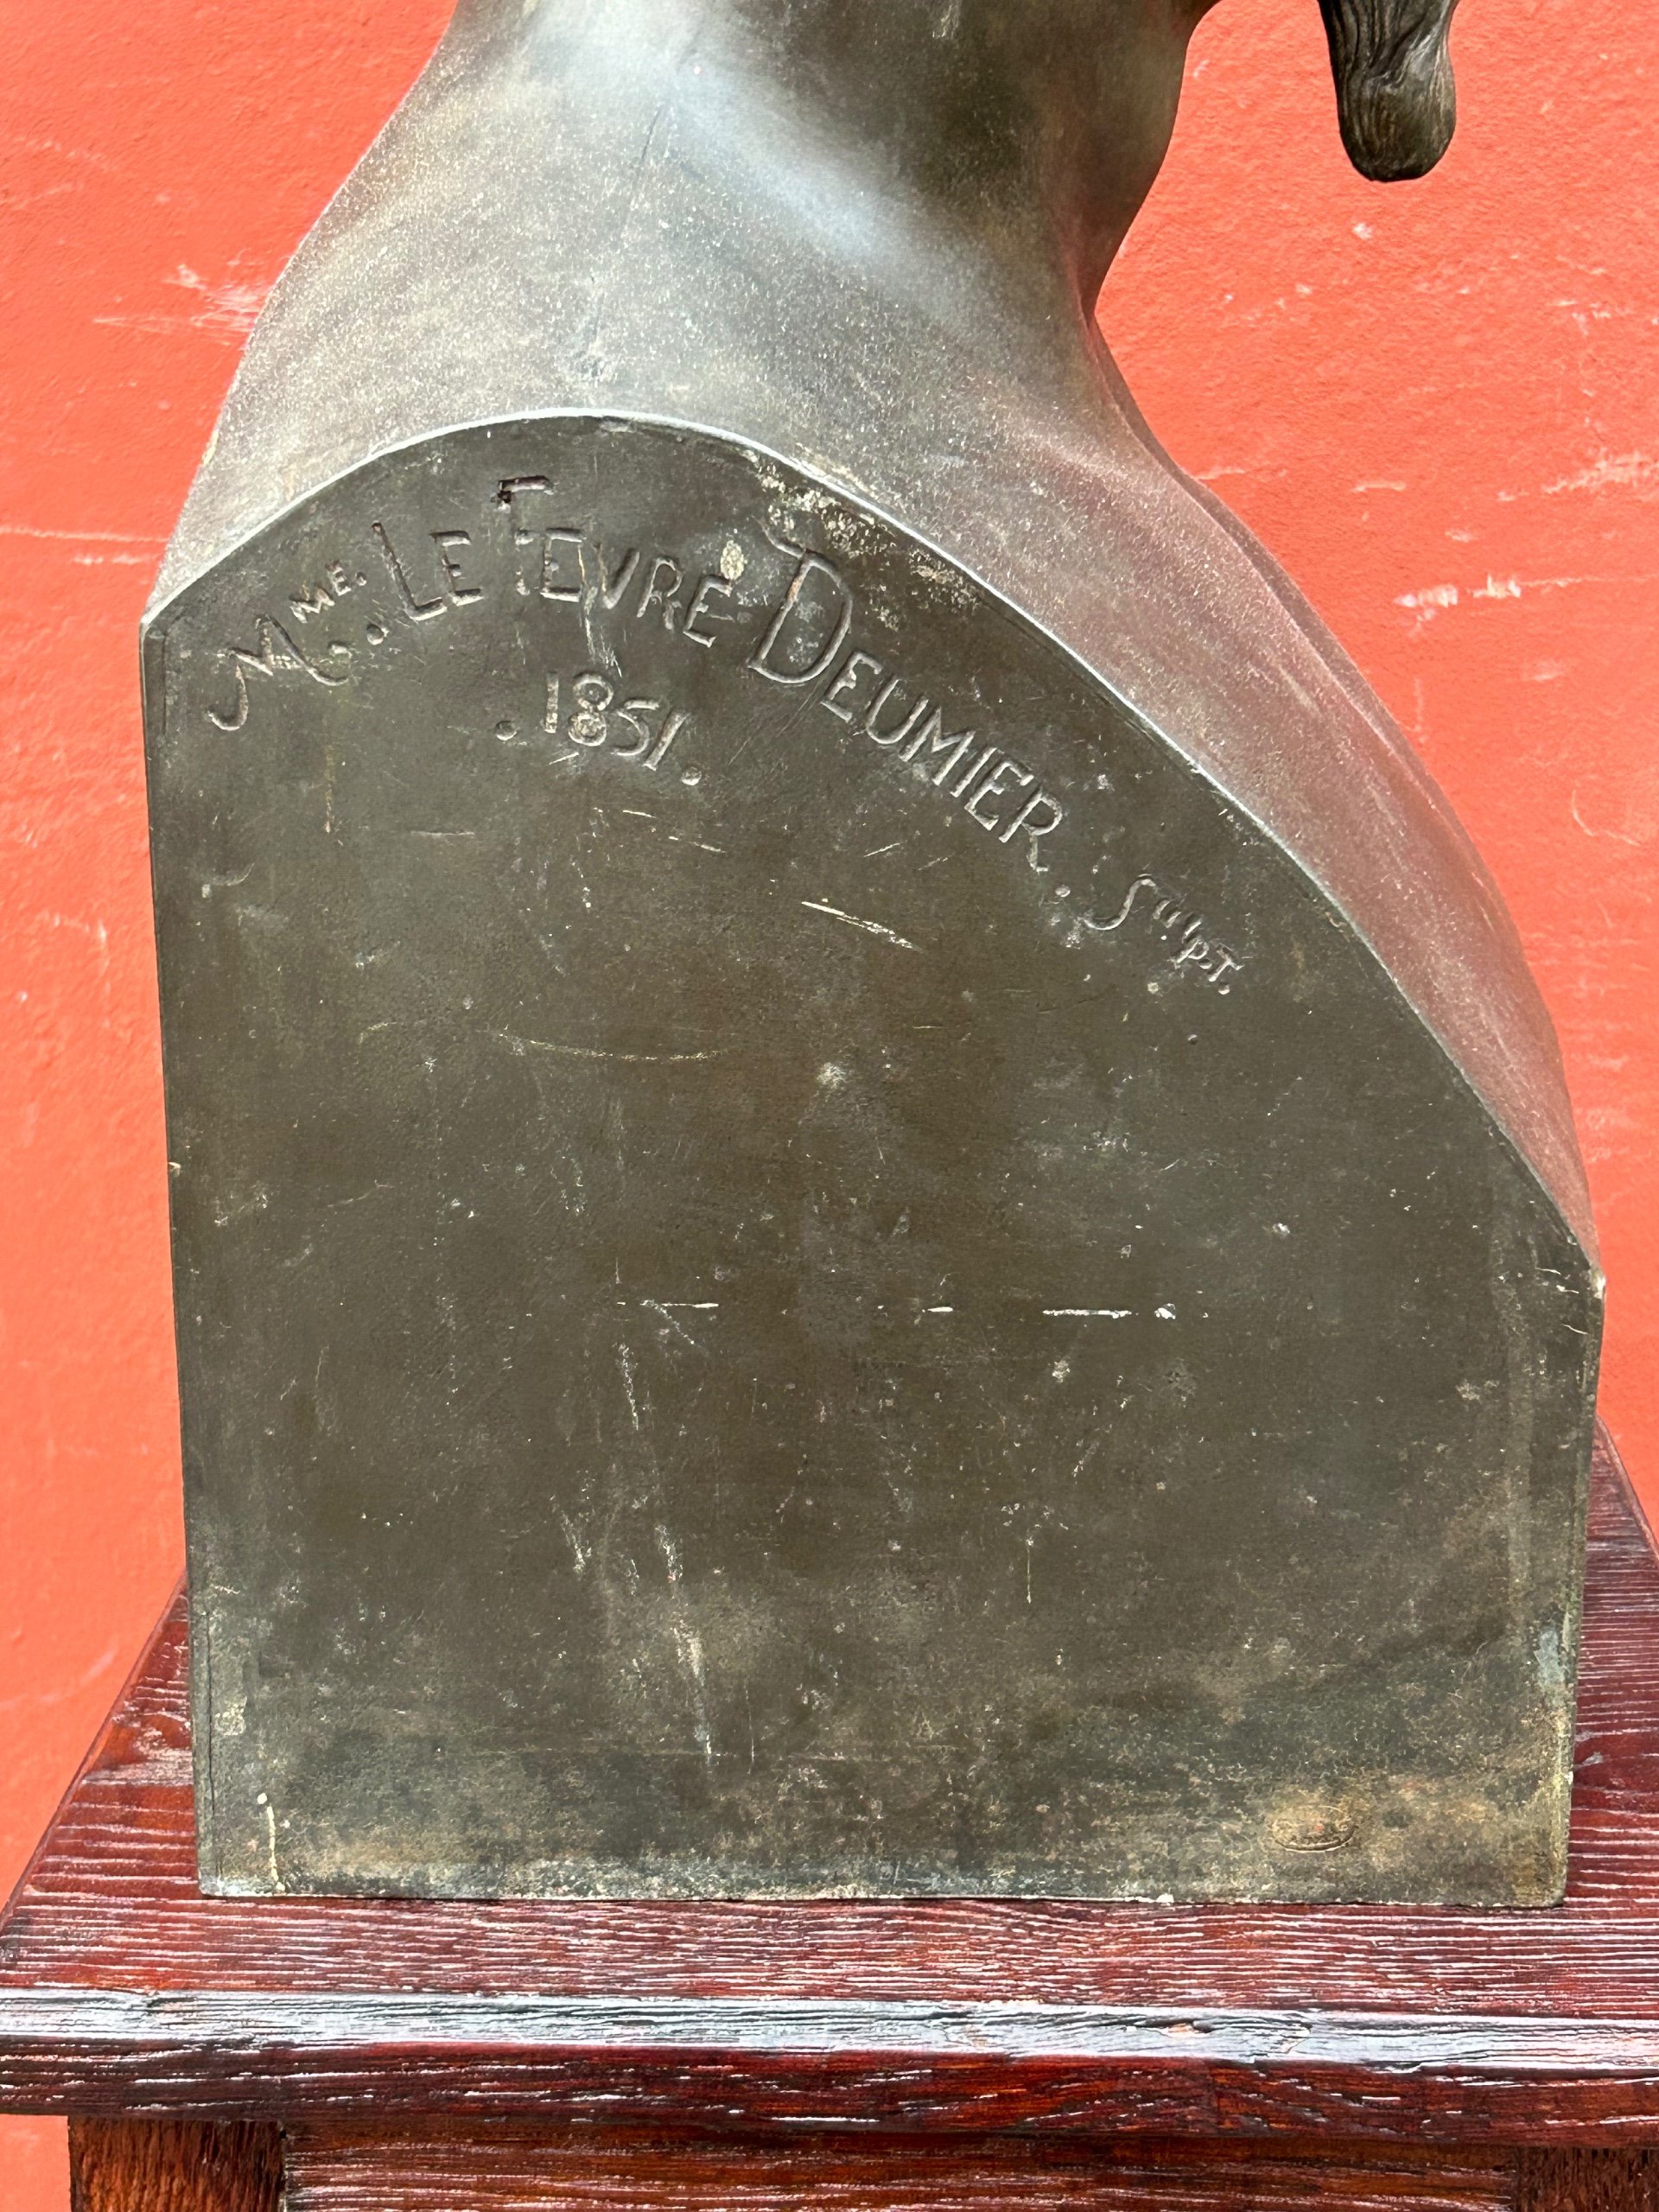 MME. LE FEVRE-DEUMIER. Sculpt.
. 1851.